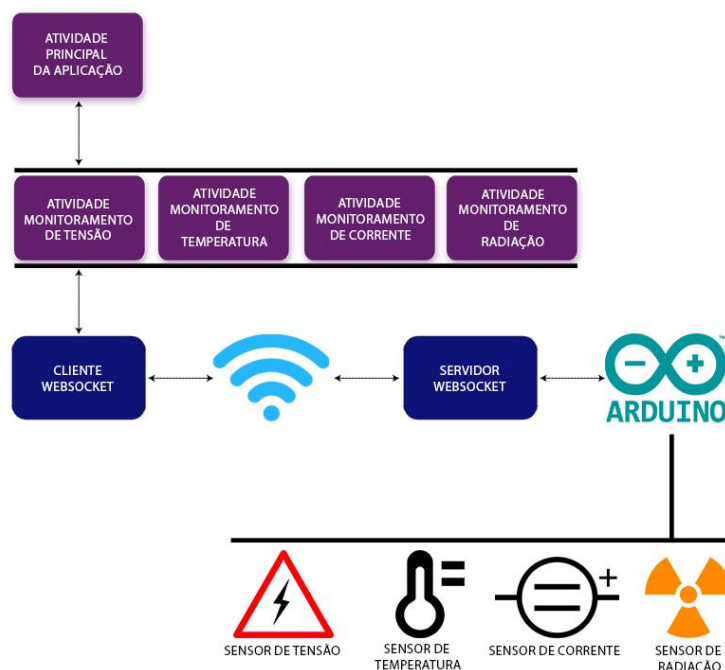 ATIVIDADE
PRINCIPAL
DA APLICAÇÃO
ATIVIDADE
MONITORAMENTO
DE TENSÃO
ATIVIDADE
MONITORAMENTO
DE
TEMPERATURA
ATIVIDADE
MONITORAMENTO
DE CORRENTE
ATIVIDADE
MONITORAMENTO
DE
RADIAÇÃO
CLIENTE
WEBSOCKET
SERVIDOR
WEBSOCKET
TM
ARDUINO
SENSOR DE TENSÃO
SENSOR DE
TEMPERATURA
SENSOR DE CORRENTE
SENSOR DE
RADIAÇÃO